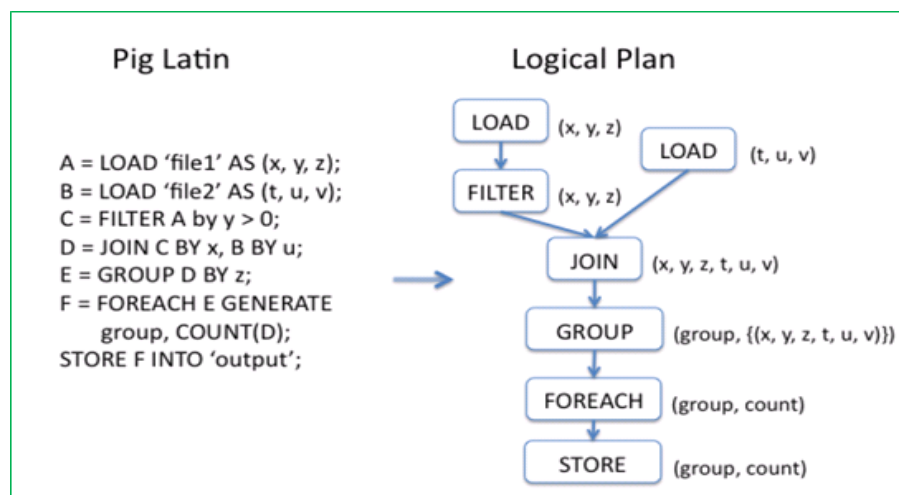 Pig Latin
A = LOAD ‘file1’ AS (x, y, z);
B = LOAD ‘file2’ AS (t, u, v);
C = FILTER A by y > 0;
D = JOIN C BY x, B BY u;
E = GROUP D BY z;
F = FOREACH E GENERATE
group, COUNT(D);
STORE F INTO ‘output’;
Logical Plan
LOAD (x, y, z)
LOAD (t, u, v)
FILTER (x, y, z)
JOIN (x, y, z, t, u, v)
GROUP (group, {(x, y, z, t, u, v)})
FOREACH (group, count)
STORE (group, count)